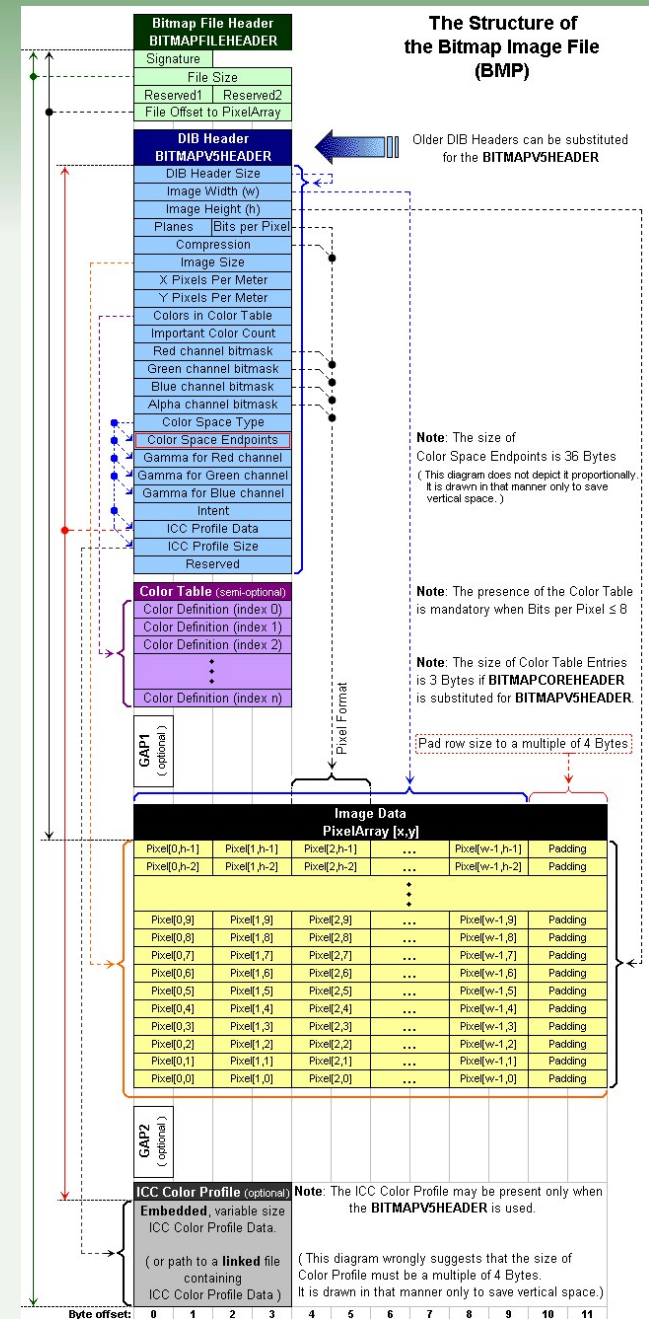 The Structure of
the Bitmap Image File
(BMP)
Bitmap File Header
BITMAPFILEHEADER
Signature
File Size
Reserved1 Reserved2
File Offset to PixelArray
DIB Header
BITMAPV5HEADER
Older DIB Headers can be substituted
for the BITMAPV5HEADER
DIB Header Size
Image Width (w)
Image Height (h)
Planes Bits per Pixel
Compression
Image Size
X Pixels Per Meter
Y Pixels Per Meter
Colors in Color Table
Important Color Count
Red channel bitmask
Green channel bitmask
Blue channel bitmask
Alpha channel bitmask
Color Space Type
Color Space Endpoints
Gamma for Red channel
Gamma for Green channel
Gamma for Blue channel
Intent
ICC Profile Data
ICC Profile Size
Reserved
Note: The size of
Color Space Endpoints is 36 Bytes
( This diagram does not depict it proportionally.
It is drawn in that manner only to save
vertical space. )
Color Table (semi-optional)
Color Definition (index 0)
Color Definition (index 1)
Color Definition (index 2)
Color Definition (index n)
Note: The presence of the Color Table
is mandatory when Bits per Pixel ≤ 8
Note: The size of Color Table Entries
is 3 Bytes if BITMAPCOREHEADER
is substituted for BITMAPV5HEADER.
GAP1
( optional )
Pixel Format
Pad row size to a multiple of 4 Bytes
Image Data
PixelArray [x,y]
Pixel[0,h-1] Pixel[1,h-1] Pixel[2,h-1] ... Pixel[w-1,h-1] Padding
Pixel[0,h-2] Pixel[1,h-2] Pixel[2,h-2] ... Pixel[w-1,h-2] Padding
Pixel[0,9] Pixel[1,9] Pixel[2,9] ... Pixel[w-1,9] Padding
Pixel[0,8] Pixel[1,8] Pixel[2,8] ... Pixel[w-1,8] Padding
Pixel[0,7] Pixel[1,7] Pixel[2,7] ... Pixel[w-1,7] Padding
Pixel[0,6] Pixel[1,6] Pixel[2,6] ... Pixel[w-1,6] Padding
Pixel[0,5] Pixel[1,5] Pixel[2,5] ... Pixel[w-1,5] Padding
Pixel[0,4] Pixel[1,4] Pixel[2,4] ... Pixel[w-1,4] Padding
Pixel[0,3] Pixel[1,3] Pixel[2,3] ... Pixel[w-1,3] Padding
Pixel[0,2] Pixel[1,2] Pixel[2,2] ... Pixel[w-1,2] Padding
Pixel[0,1] Pixel[1,1] Pixel[2,1] ... Pixel[w-1,1] Padding
Pixel[0,0] Pixel[1,0] Pixel[2,0] ... Pixel[w-1,0] Padding
GAP2
( optional )
ICC Color Profile (optional)
Embedded, variable size
ICC Color Profile Data.
( or path to a linked file
containing
ICC Color Profile Data )
Note: The ICC Color Profile may be present only when
the BITMAPV5HEADER is used.
( This diagram wrongly suggests that the size of
Color Profile must be a multiple of 4 Bytes.
It is drawn in that manner only to save vertical space.)
Byte offset: 0 1 2 3 4 5 6 7 8 9 10 11